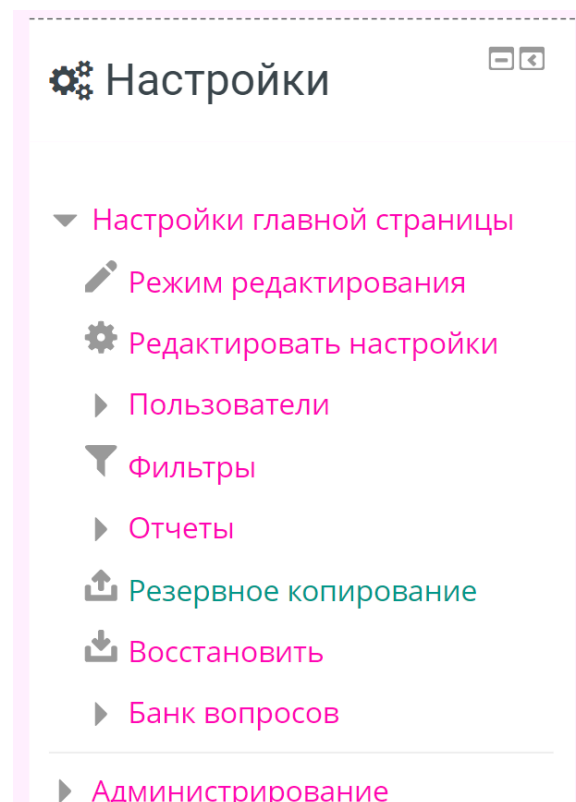 Настройки
Настройки главной страницы
Режим редактирования
Редактировать настройки
Пользователи
Фильтры
Отчеты
Резервное копирование
Восстановить
Банк вопросов
Администрирование